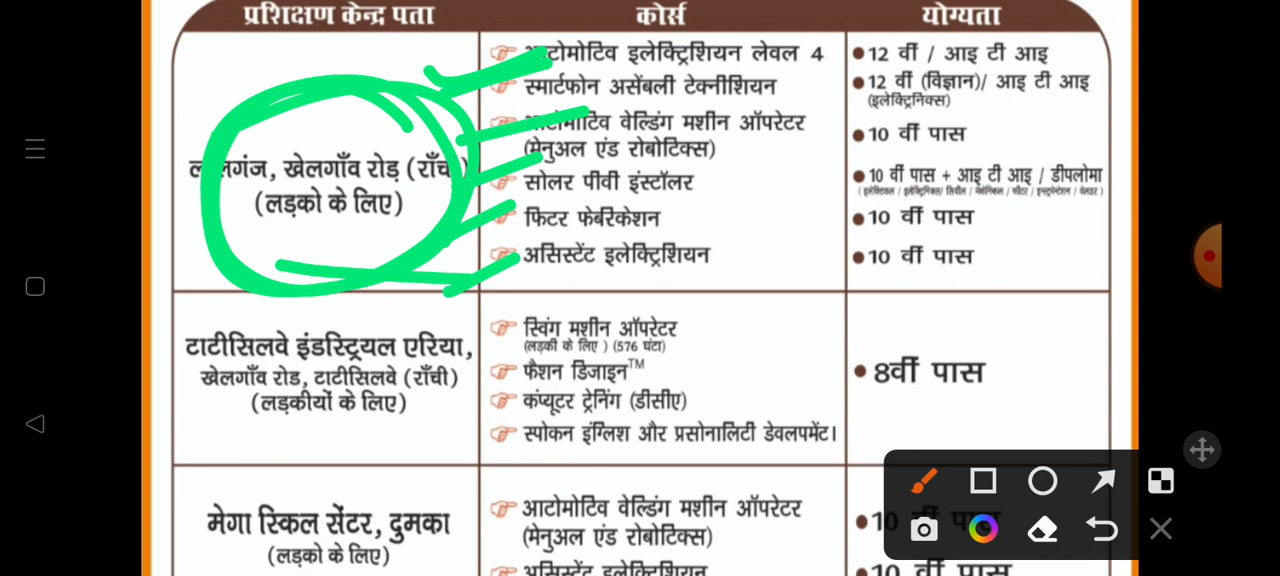 प्रशिक्षण केन्द्र पता
कोर्स
योग्यता
खेलगाँव रोड़
(लड़को के लिए)
इलेक्ट्रिशियन लेवल 4
स्मार्टफोन असेंबली टेक्नीशियन
वेल्डिंग मशीन ऑपरेटर
(मेनुअल एंड रोबोटिक्स)
सोलर पीवी इंस्टॉलर
फिटर फेबरिकेशन
असिस्टेंट इलेक्ट्रिशियन
12 वीं / आइ टी आइ
12 वीं (विज्ञान)/ आइ टी आइ
(इलेक्ट्रिनिक्स)
10 वीं पास
10 वीं पास + आइ टी आइ / डीपलोमा
10 वीं पास
10 वीं पास
टाटीसिलवे इंडस्ट्रियल एरिया,
खेलगाँव रोड, टाटीसिलवे (राँची)
(लड़कीयों के लिए)
स्विंग मशीन ऑपरेटर
(लड़की के लिए ) (576 घंटा)
फैशन डिजाइन™
कंप्यूटर ट्रेनिंग (डीसीए)
स्पोकन इंग्लिश और प्रसोनालिटी डेवलपमेंट।
8वीं पास
मेगा स्किल सेंटर, दुमका
(लड़को के लिए)
आटोमोटिव वेल्डिंग मशीन ऑपरेटर
(मेनुअल एंड रोबोटिक्स)
10